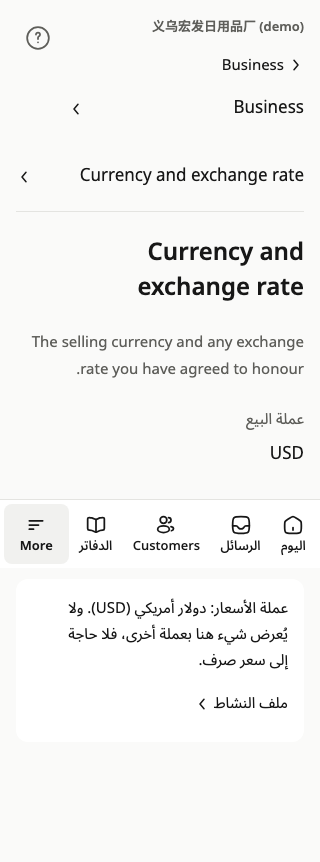 义乌宏发日用品厂 (demo)
Business
Business
Currency and exchange rate
Currency and
exchange rate
The selling currency and any exchange
rate you have agreed to honour.
عملة البيع
USD
اليوم
الرسائل
Customers
الدفاتر
More
عملة الأسعار: دولار أمريكي (USD). ولا
يُعرض شيء هنا بعملة أخرى، فلا حاجة
إلى سعر صرف.
ملف النشاط